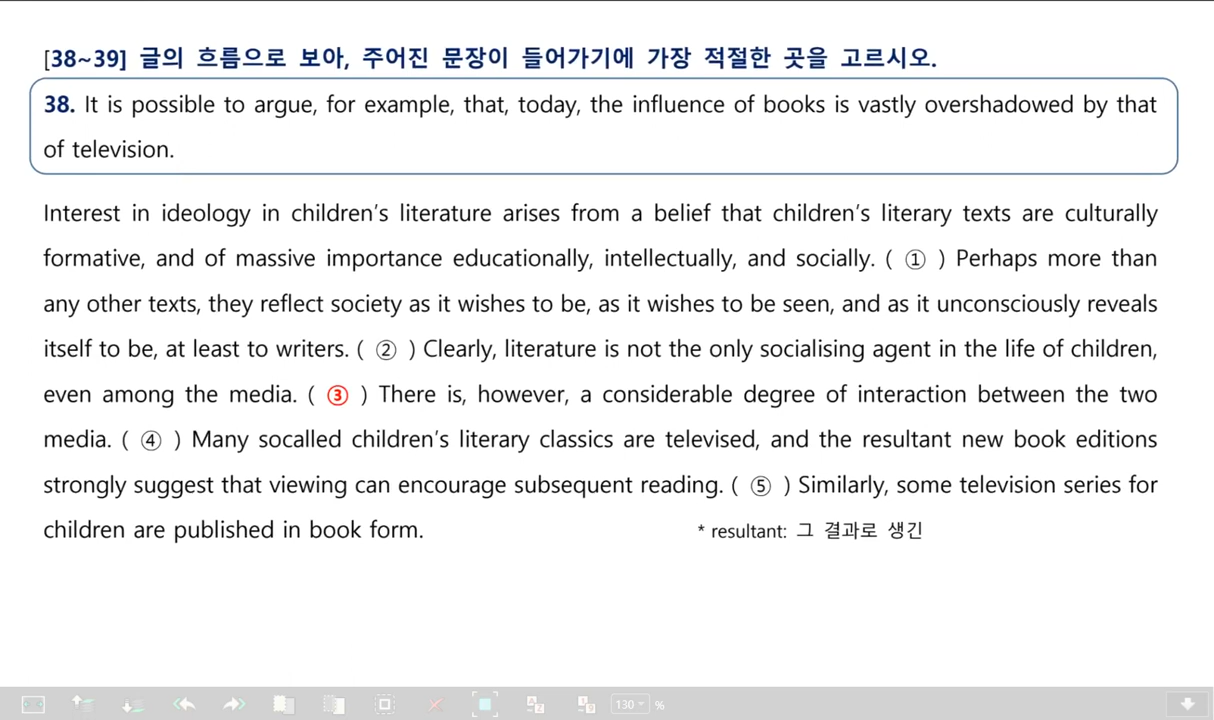 [38~39] 글의 흐름으로 보아, 주어진 문장이 들어가기에 가장 적절한 곳을 고르시오.
38. It is possible to argue, for example, that, today, the influence of books is vastly overshadowed by that
of television.
Interest in ideology in children's literature arises from a belief that children's literary texts are culturally
formative, and of massive importance educationally, intellectually, and socially. ( ① ) Perhaps more than
any other texts, they reflect society as it wishes to be, as it wishes to be seen, and as it unconsciously reveals
itself to be, at least to writers. ( ② ) Clearly, literature is not the only socialising agent in the life of children,
even among the media. ( ③ ) There is, however, a considerable degree of interaction between the two
media. ( ④ ) Many socalled children's literary classics are televised, and the resultant new book editions
strongly suggest that viewing can encourage subsequent reading. ( ⑤ ) Similarly, some television series for
children are published in book form.
* resultant: 그 결과로 생긴
130 %